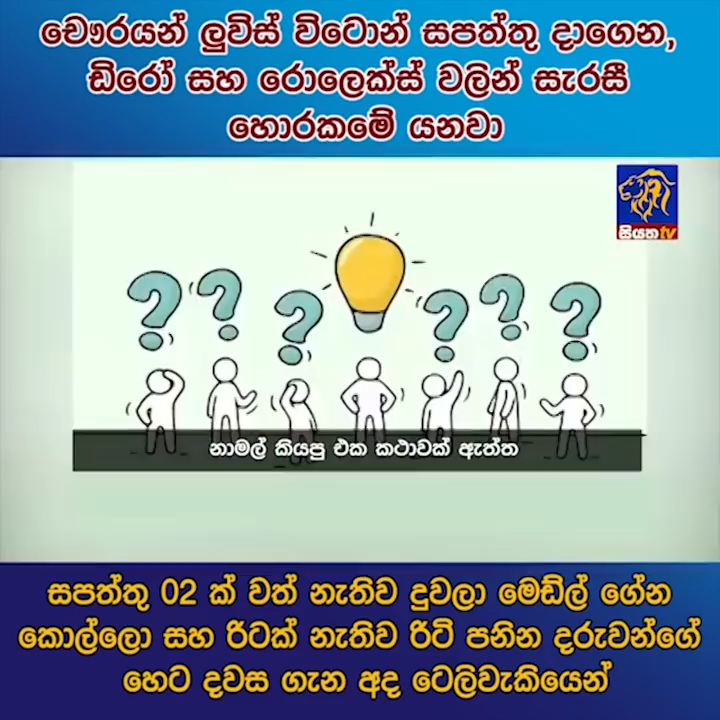 චෞරයන් ලුවිස් විටොන් සපත්තු දාගෙන,
ඩිරෝ සහ රොලෙක්ස් වලින් සැරසී
හොරකමේ යනවා
සියත tv
නාමල් කියපු එක කථාවක් ඇත්ත
සපත්තු 02 ක් වත් නැතිව දුවලා මෙඩ්ල් ගේන
කොල්ලො සහ රිටක් නැතිව රිටි පනින දරුවන්ගේ
හෙට දවස ගැන අද ටෙලිවැකියෙන්